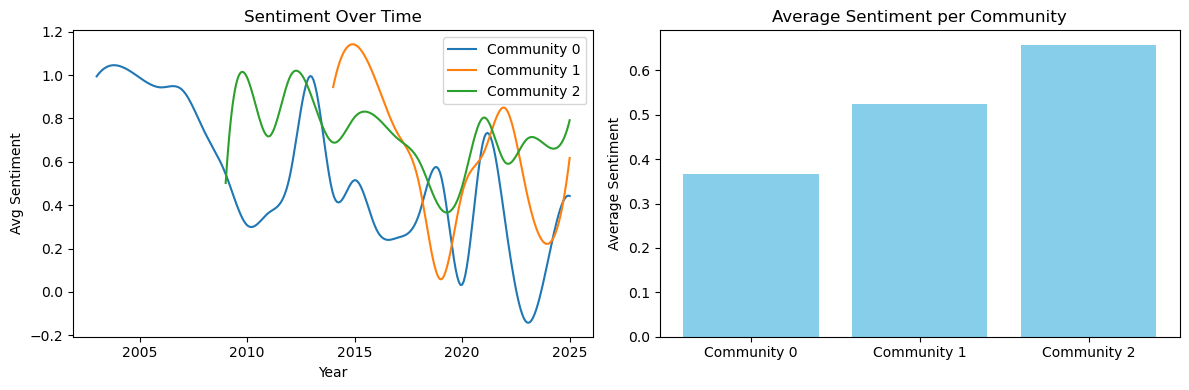 Sentiment Over Time
Avg Sentiment
1.2
1.0
0.8
0.6
0.4
0.2
0.0
−0.2
Community 0
Community 1
Community 2
2005 2010 2015 2020 2025
Year
Average Sentiment per Community
Average Sentiment
0.6
0.5
0.4
0.3
0.2
0.1
0.0
Community 0 Community 1 Community 2